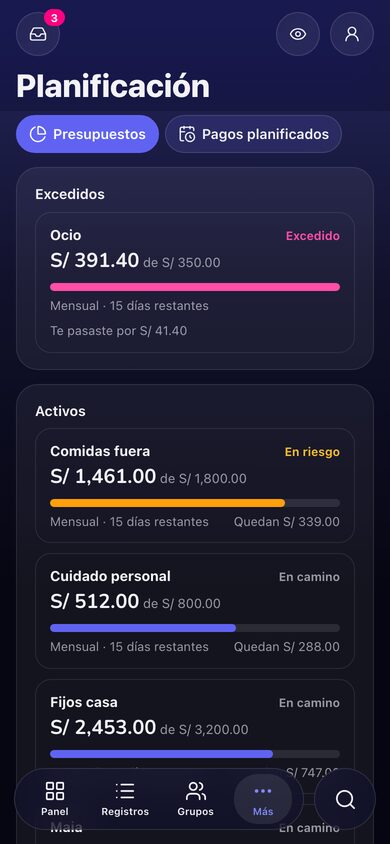 3
Planificación
Presupuestos
Pagos planificados
Excedidos
Ocio
Excedido
S/ 391.40 de S/ 350.00
Mensual · 15 días restantes
Te pasaste por S/ 41.40
Activos
Comidas fuera
En riesgo
S/ 1,461.00 de S/ 1,800.00
Mensual · 15 días restantes
Quedan S/ 339.00
Cuidado personal
En camino
S/ 512.00 de S/ 800.00
Mensual · 15 días restantes
Quedan S/ 288.00
Fijos casa
En camino
S/ 2,453.00 de S/ 3,200.00
S/ 747.00
Panel
Registros
Grupos
Más
Maia
En camino